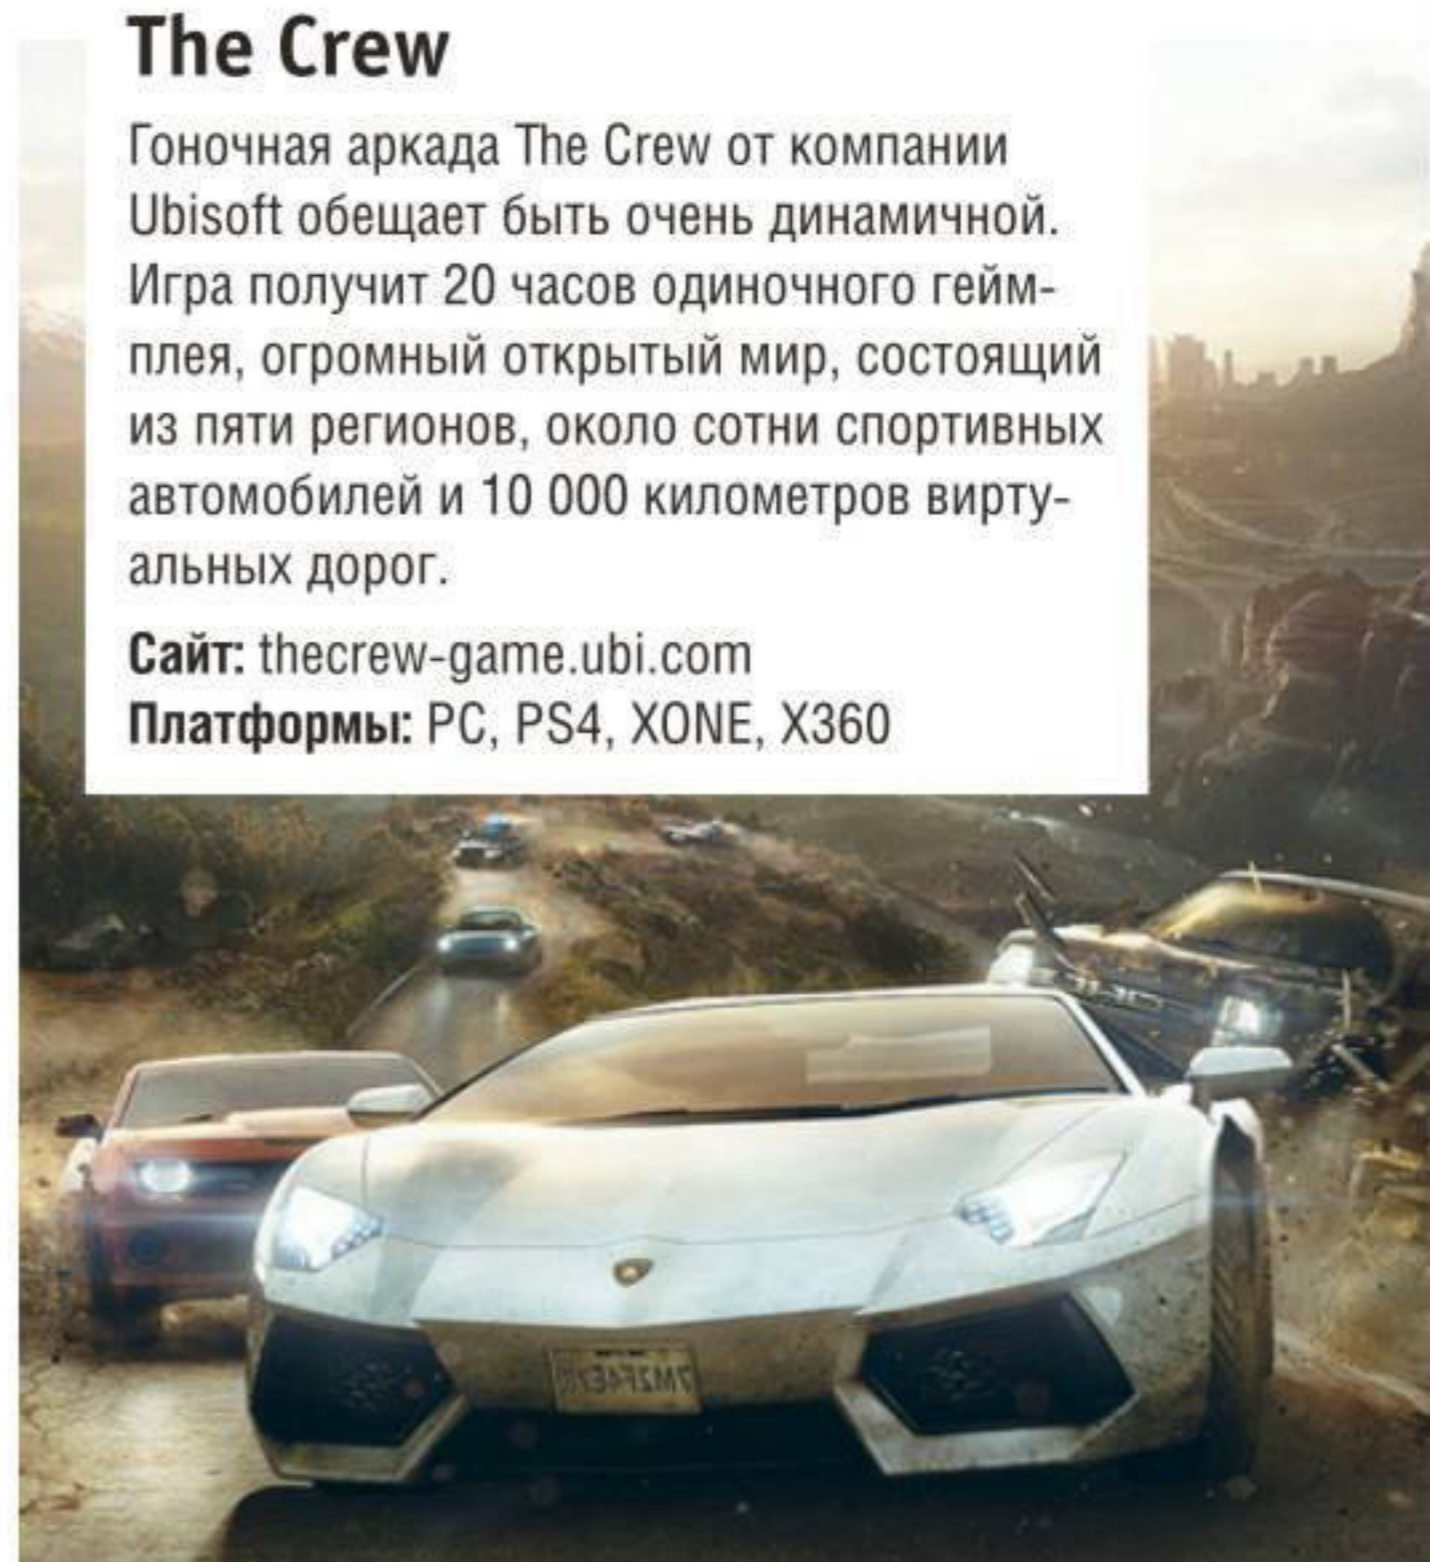 The Crew
Гоночная аркада The Crew от компании
Ubisoft обещает быть очень динамичной.
Игра получит 20 часов одиночного гейм-
плея, огромный открытый мир, состоящий
из пяти регионов, около сотни спортивных
автомобилей и 10 000 километров вирту-
альных дорог.
Сайт: thecrew-game.ubi.com
Платформы: PC, PS4, XONE, X360